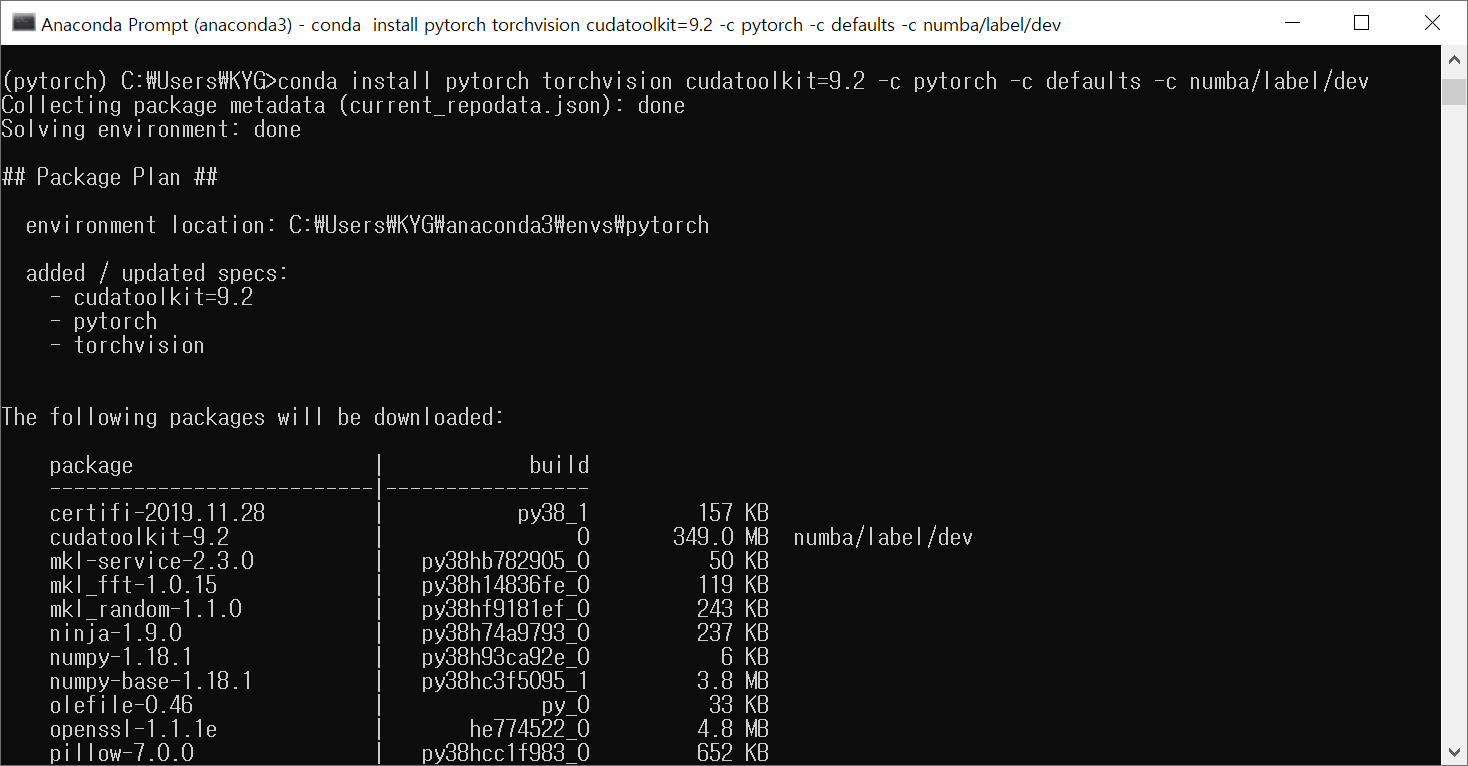 Anaconda Prompt (anaconda3) - conda  install pytorch torchvision cudatoolkit=9.2 -c pytorch -c defaults -c numba/label/dev
(pytorch) C:₩Users₩KYG>conda install pytorch torchvision cudatoolkit=9.2 -c pytorch -c defaults -c numba/label/dev
Collecting package metadata (current_repodata.json): done
Solving environment: done
## Package Plan ##
  environment location: C:₩Users₩KYG₩anaconda3₩envs₩pytorch
  added / updated specs:
    - cudatoolkit=9.2
    - pytorch
    - torchvision
The following packages will be downloaded:
    package                    |            build
    ---------------------------|-----------------
    certifi-2019.11.28         |           py38_1         157 KB
    cudatoolkit-9.2            |                0       349.0 MB  numba/label/dev
    mkl-service-2.3.0          |   py38hb782905_0          50 KB
    mkl_fft-1.0.15             |   py38h14836fe_0         119 KB
    mkl_random-1.1.0           |   py38hf9181ef_0         243 KB
    ninja-1.9.0                |   py38h74a9793_0         237 KB
    numpy-1.18.1               |   py38h93ca92e_0           6 KB
    numpy-base-1.18.1          |   py38hc3f5095_1         3.8 MB
    olefile-0.46               |             py_0          33 KB
    openssl-1.1.1e             |       he774522_0         4.8 MB
    pillow-7.0.0               |   py38hcc1f983_0         652 KB